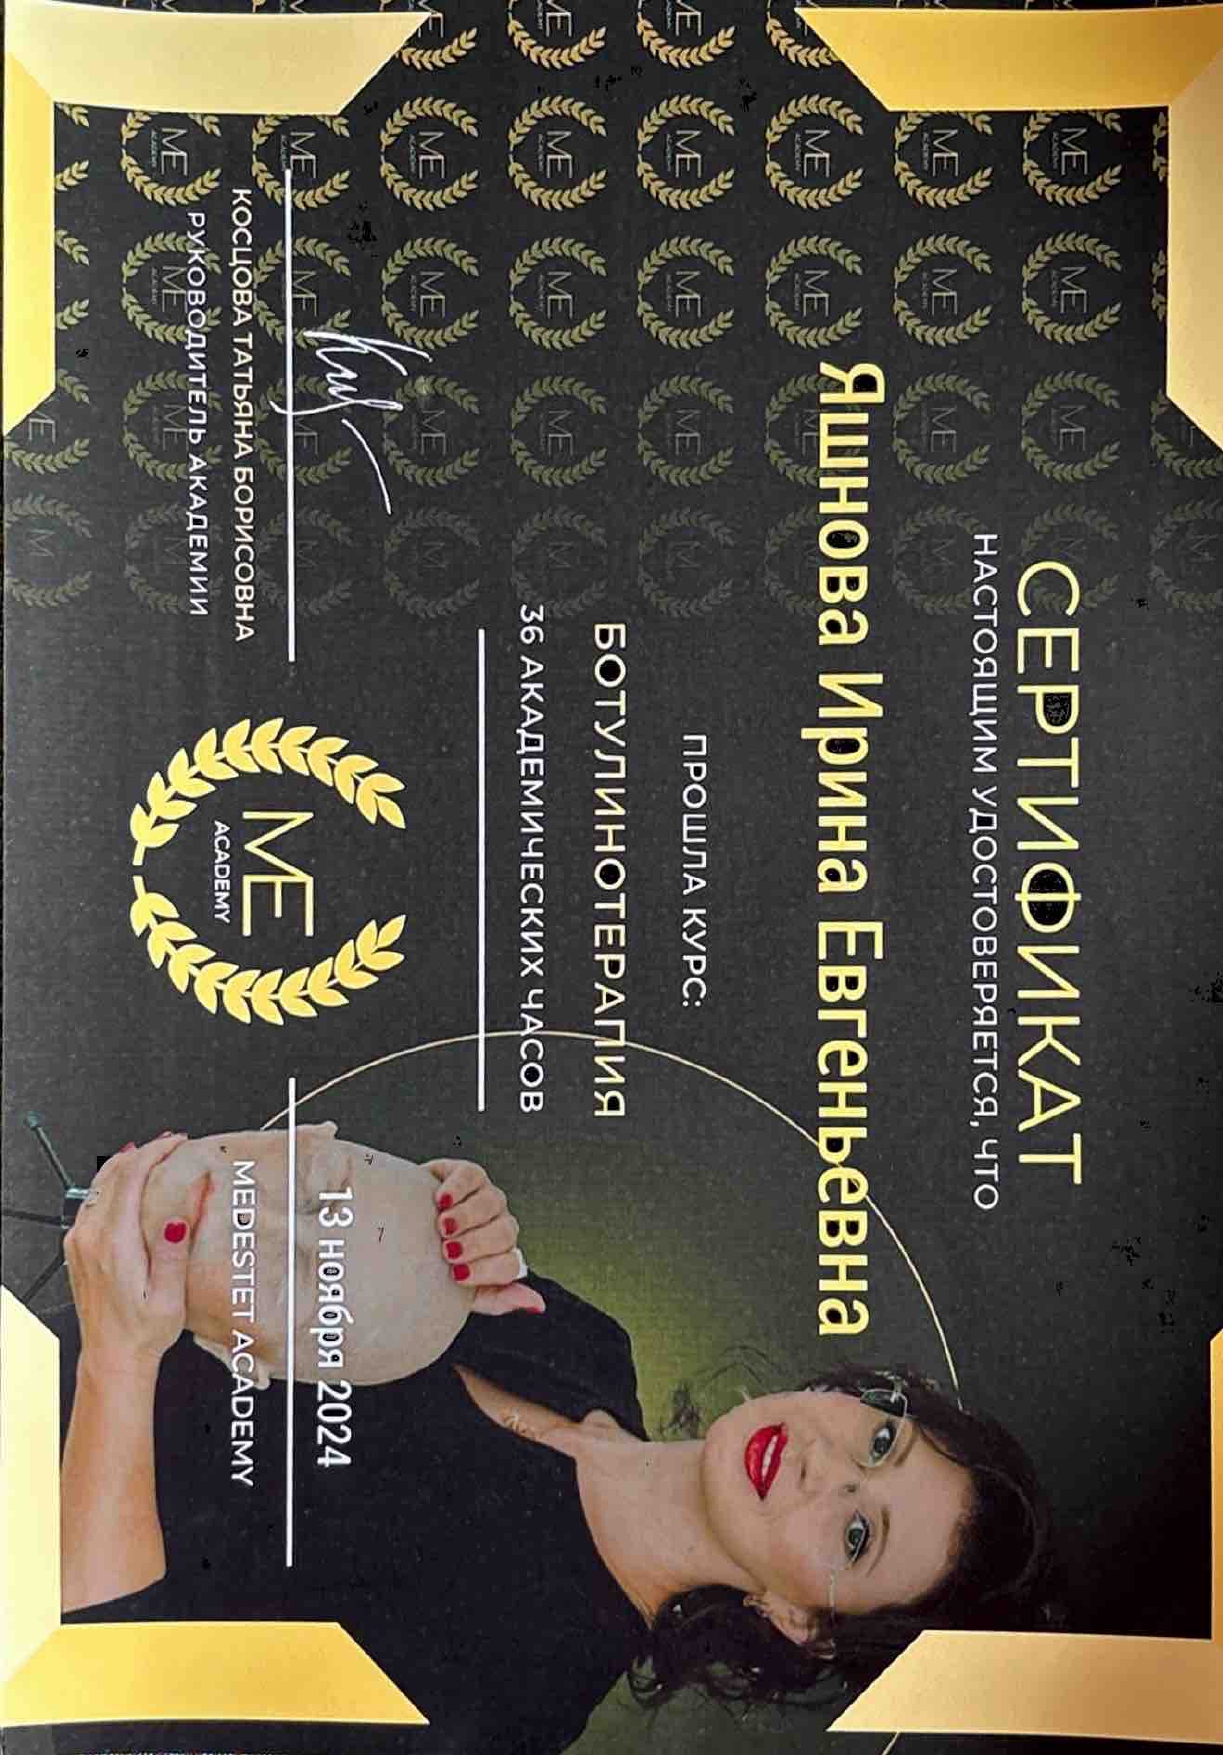 СЕРТИФИКАТ
НАСТОЯЩИМ УДОСТОВЕРЯЕТСЯ, ЧТО
Яшнова Ирина Евгеньевна
ПРОШЛА КУРС:
БОТУЛИНОТЕРАПИЯ
36 АКАДЕМИЧЕСКИХ ЧАСОВ
КОСЦОВА ТАТЬЯНА БОРИСОВНА
РУКОВОДИТЕЛЬ АКАДЕМИИ
ME
ACADEMY
13 ноября 2024
MEDESTET ACADEMY